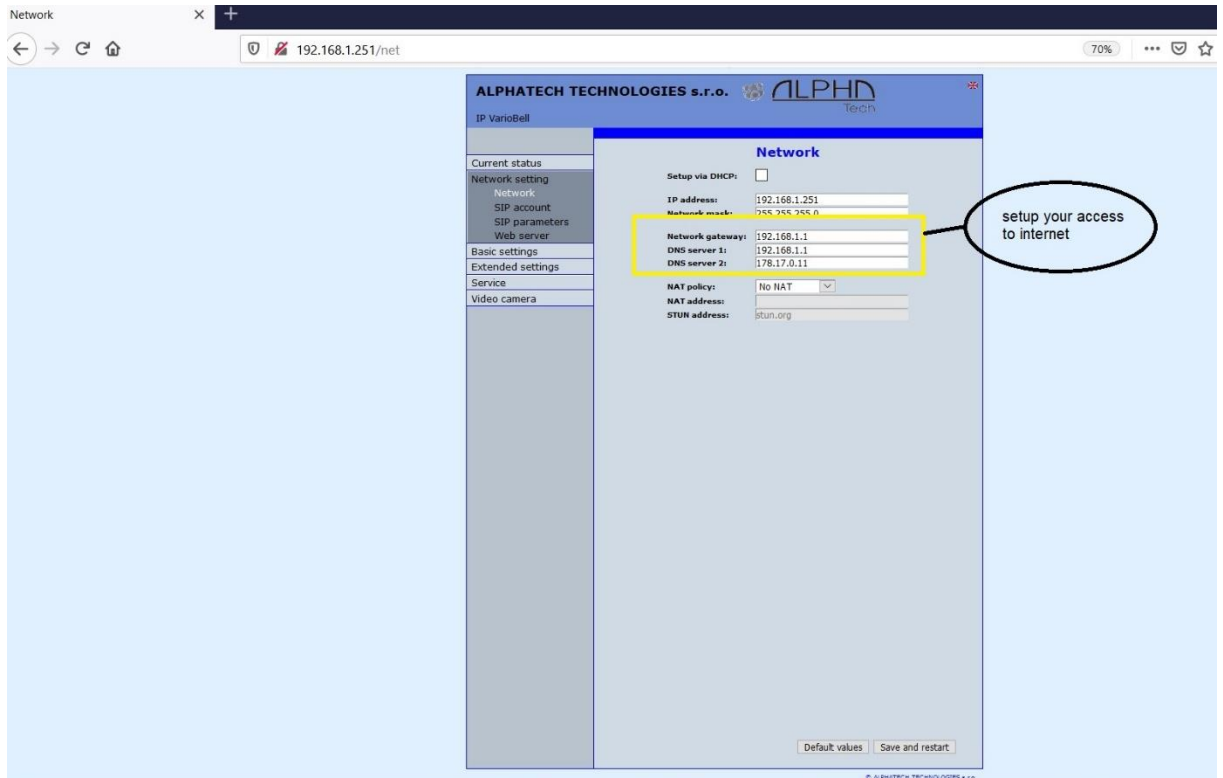 Network
192.168.1.251/net
70%
ALPHATECH TECHNOLOGIES s.r.o.
ALPHA
Tech
IP VarioBell
Current status
Network setting
Network
SIP account
SIP parameters
Web server
Basic settings
Extended settings
Service
Video camera
Network
Setup via DHCP:
IP address: 192.168.1.251
Network mask: 255.255.255.0
Network gateway: 192.168.1.1
DNS server 1: 192.168.1.1
DNS server 2: 178.17.0.11
NAT policy: No NAT
NAT address:
STUN address: stun.org
setup your access
to internet
Default values Save and restart
© ALPHATECH TECHNOLOGIES s.r.o.